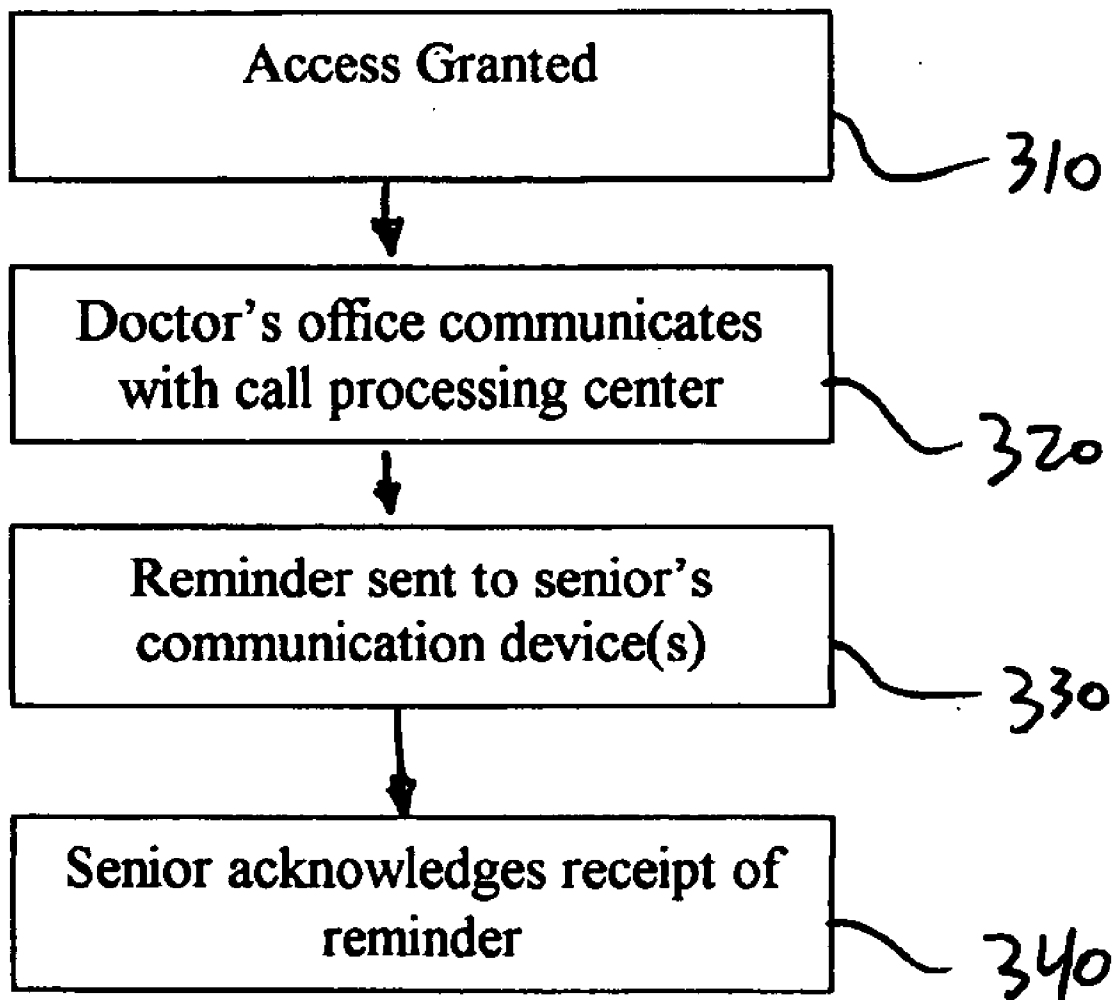 Access Granted
310
Doctor's office communicates
with call processing center
320
Reminder sent to senior's
communication device(s)
330
Senior acknowledges receipt of
reminder
340